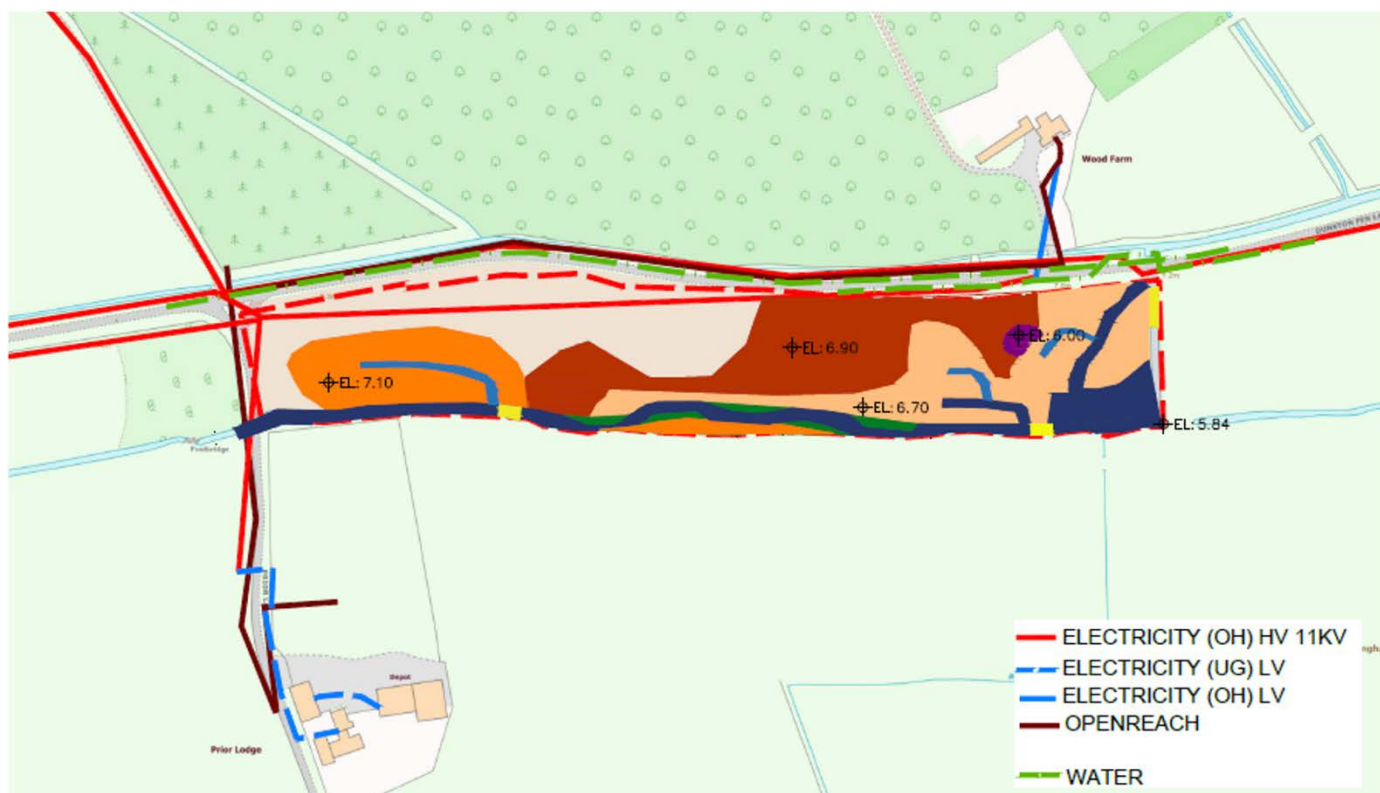 Wood Farm
EL: 6.00
EL: 6.90
EL: 7.10
EL: 6.70
EL: 5.84
Footbridge
ELECTRICITY (OH) HV 11KV
ELECTRICITY (UG) LV
ELECTRICITY (OH) LV
OPENREACH
WATER
Depot
Prior Lodge